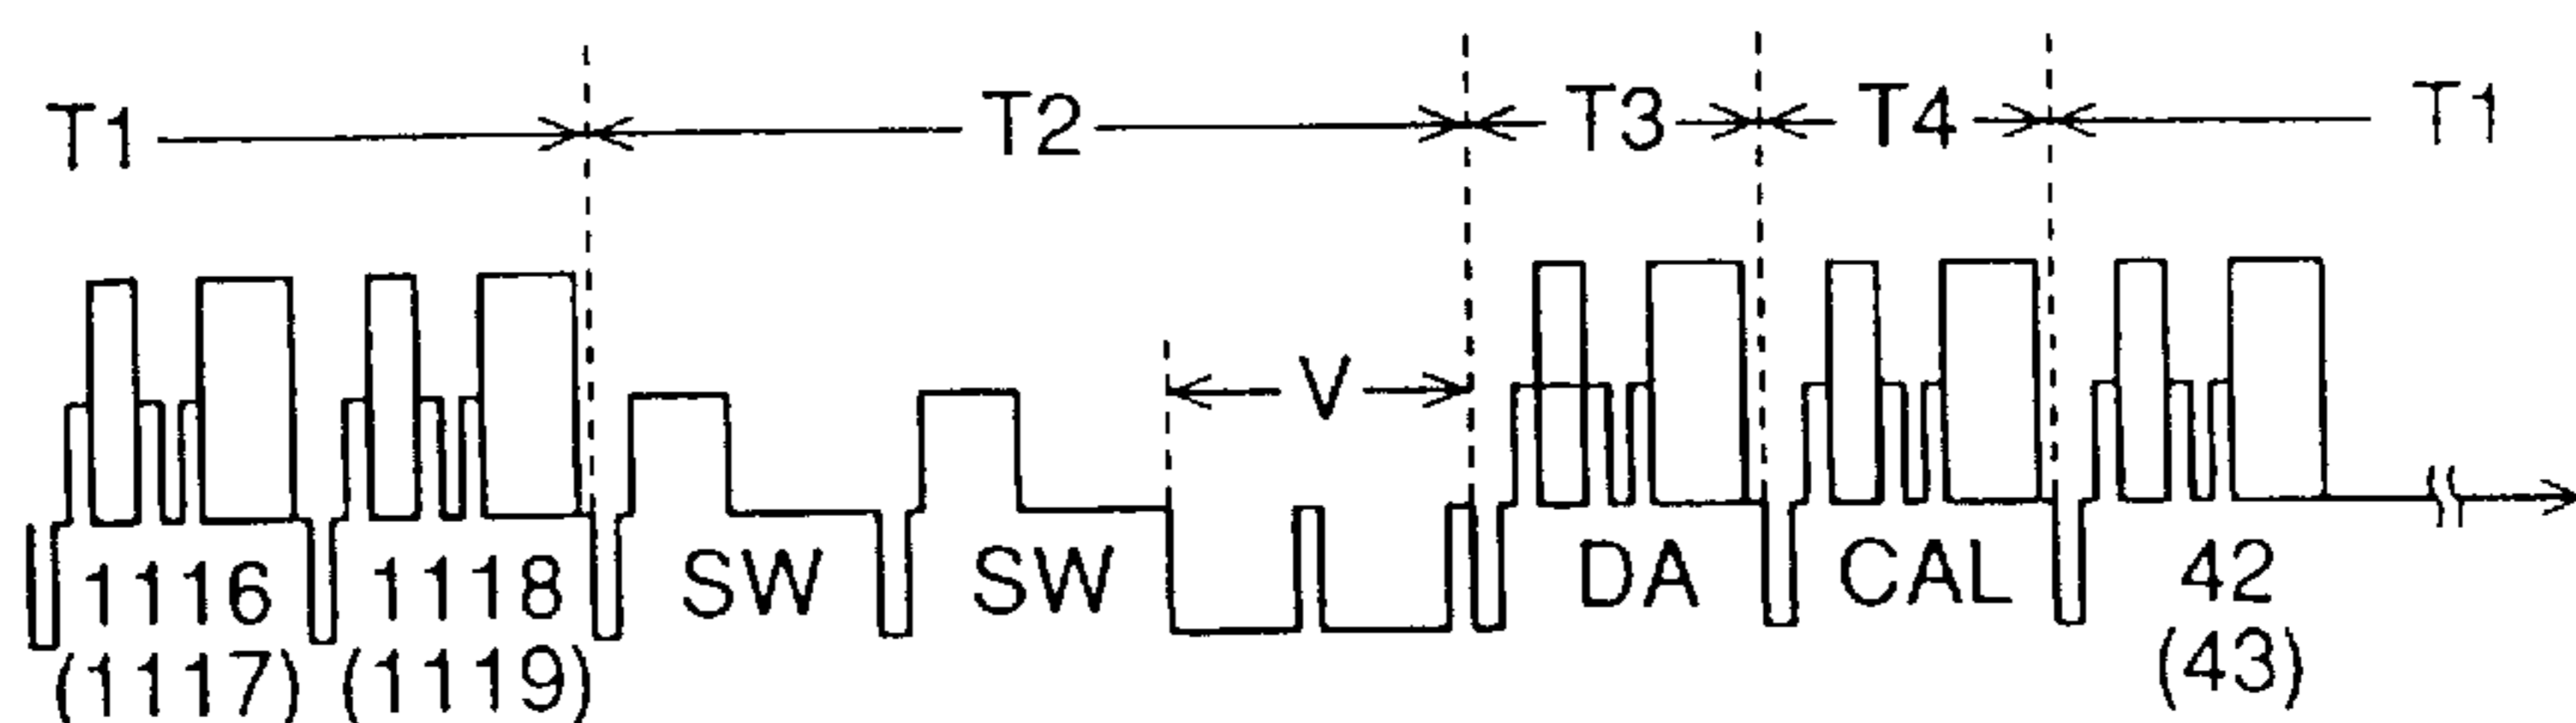 T1 T2 T3 T4 T1
V
1116 1118 SW SW DA CAL 42
(1117) (1119) (43)